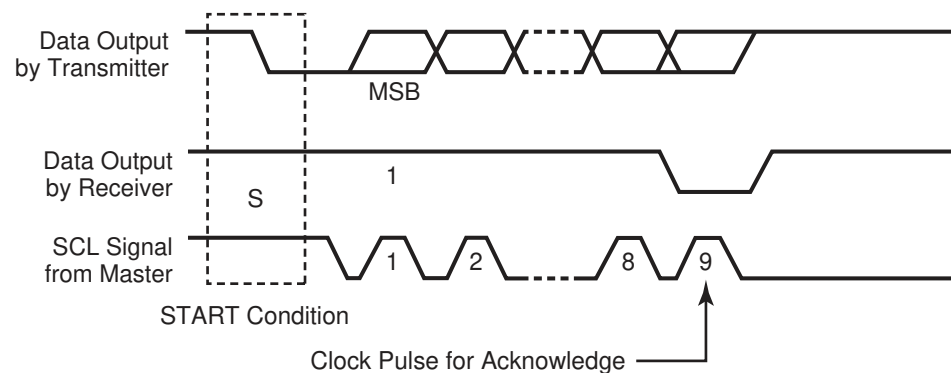 Data Output
by Transmitter
MSB
Data Output
by Receiver
1
S
SCL Signal
from Master
1 2 8 9
START Condition
Clock Pulse for Acknowledge